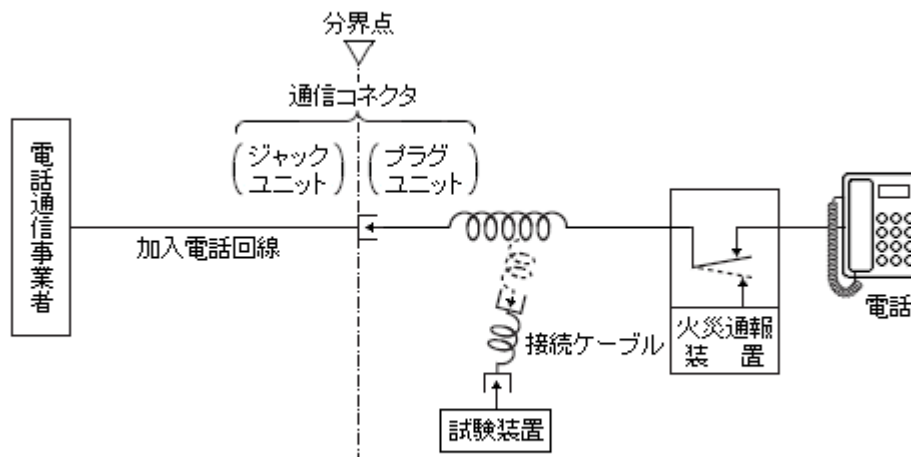 分界点
通信コネクタ
ジャック
ユニット
プラグ
ユニット
電話通信事業者
加入電話回線
接続ケーブル
試験装置
火災通報
装置
電話